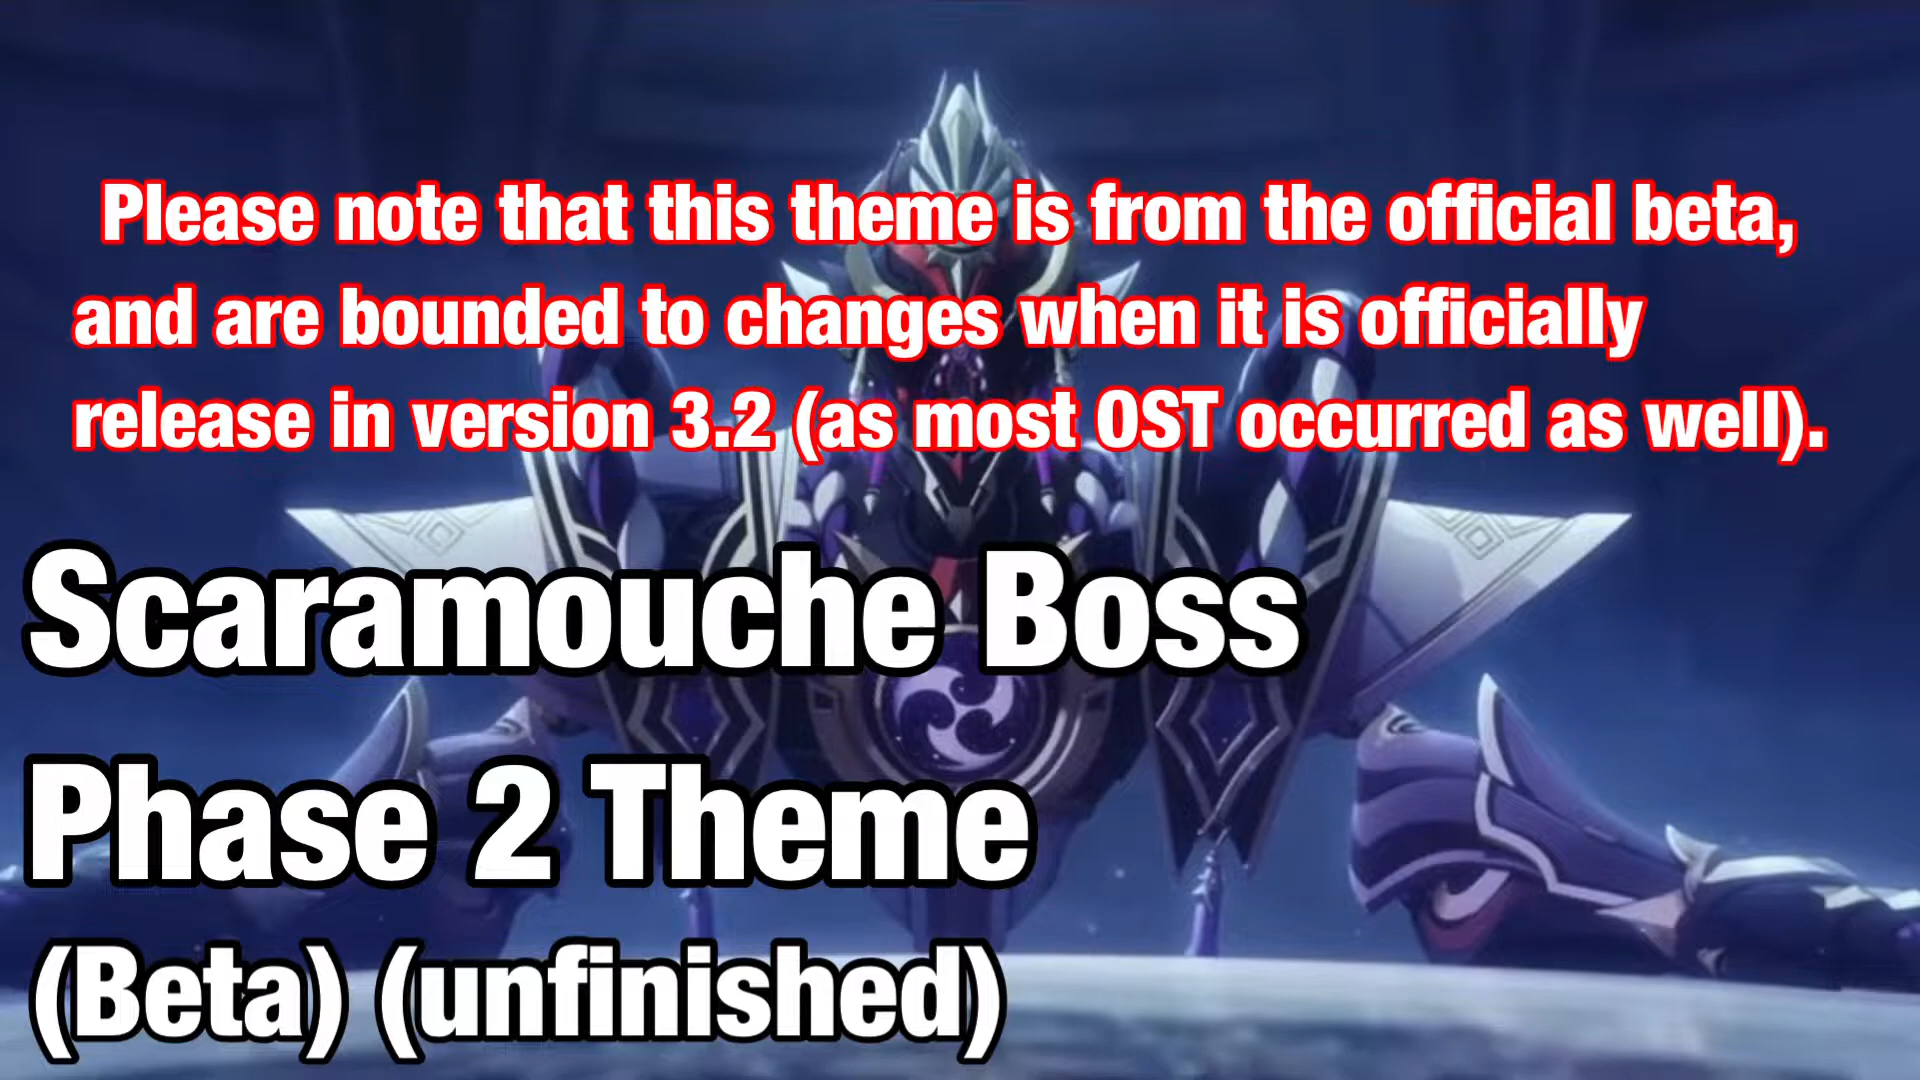 Please note that this theme is from the official beta,
and are bounded to changes when it is officially
release in version 3.2 (as most OST occurred as well).
Scaramouche Boss
Phase 2 Theme
(Beta) (unfinished)